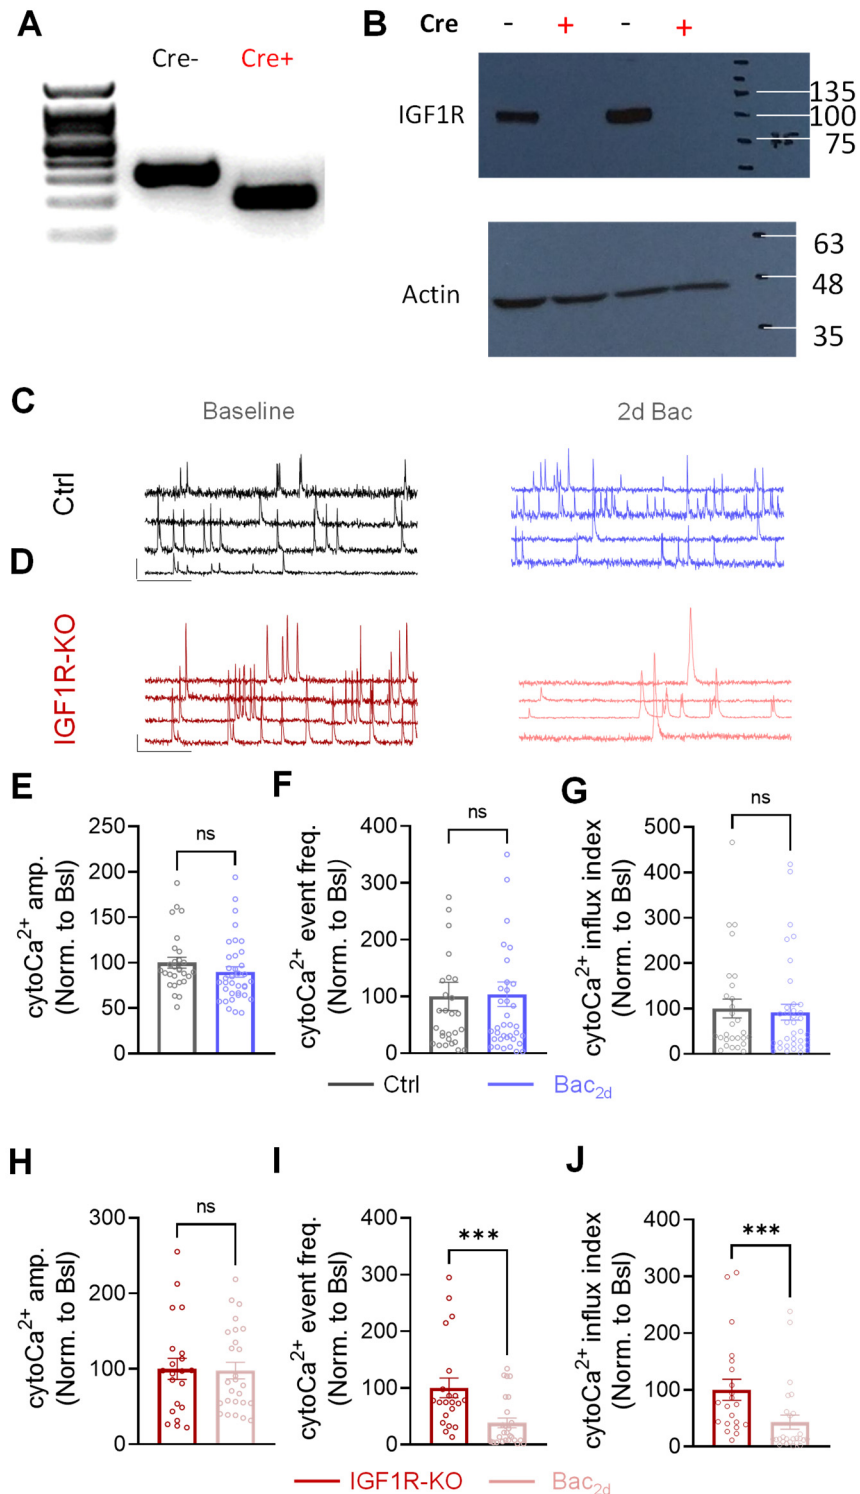 A
Cre-
Cre+
B
Cre
- + - +
IGF1R
135
100
75
Actin
63
48
35
C
Baseline
2d Bac
Ctrl
D
IGF1R-KO
E
cytoCa2+ amp.
(Norm. to Bsl)
250
200
150
100
50
0
ns
F
cytoCa2+ event freq.
(Norm. to Bsl)
400
300
200
100
0
ns
G
cytoCa2+ influx index
(Norm. to Bsl)
500
400
300
200
100
0
ns
Ctrl
Bac2d
H
cytoCa2+ amp.
(Norm. to Bsl)
300
200
100
0
ns
I
cytoCa2+ event freq.
(Norm. to Bsl)
400
300
200
100
0
***
J
cytoCa2+ influx index
(Norm. to Bsl)
400
300
200
100
0
***
IGF1R-KO
Bac2d